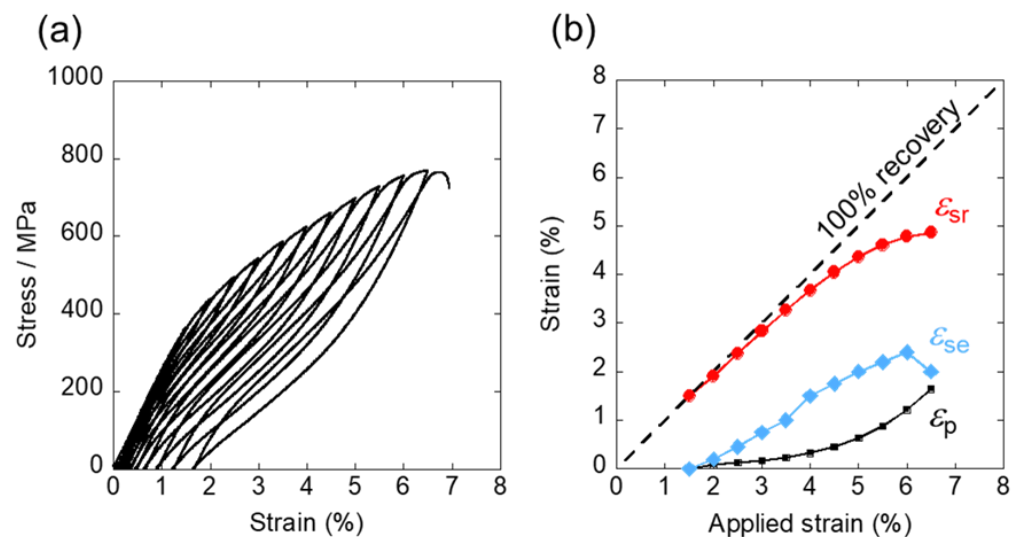 (a)
1000
800
600
400
200
0
Stress / MPa
0 1 2 3 4 5 6 7 8
Strain (%)
(b)
8
7
6
5
4
3
2
1
0
Strain (%)
100% recovery
εsr
εse
εp
0 1 2 3 4 5 6 7 8
Applied strain (%)